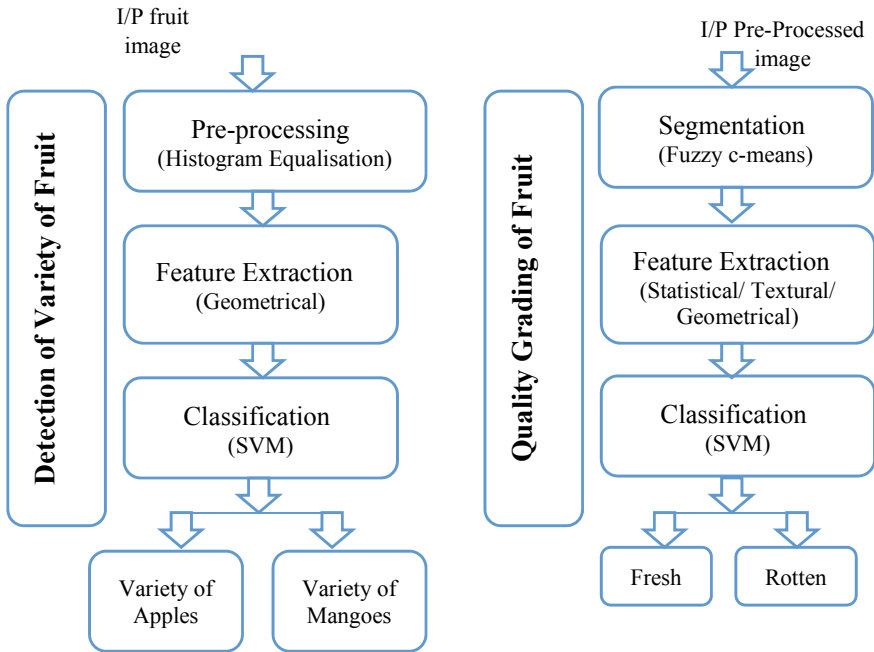 I/P fruit
image
Detection of Variety of Fruit
Pre-processing
(Histogram Equalisation)
Feature Extraction
(Geometrical)
Classification
(SVM)
Variety of
Apples
Variety of
Mangoes
I/P Pre-Processed
image
Quality Grading of Fruit
Segmentation
(Fuzzy c-means)
Feature Extraction
(Statistical/ Textural/
Geometrical)
Classification
(SVM)
Fresh
Rotten